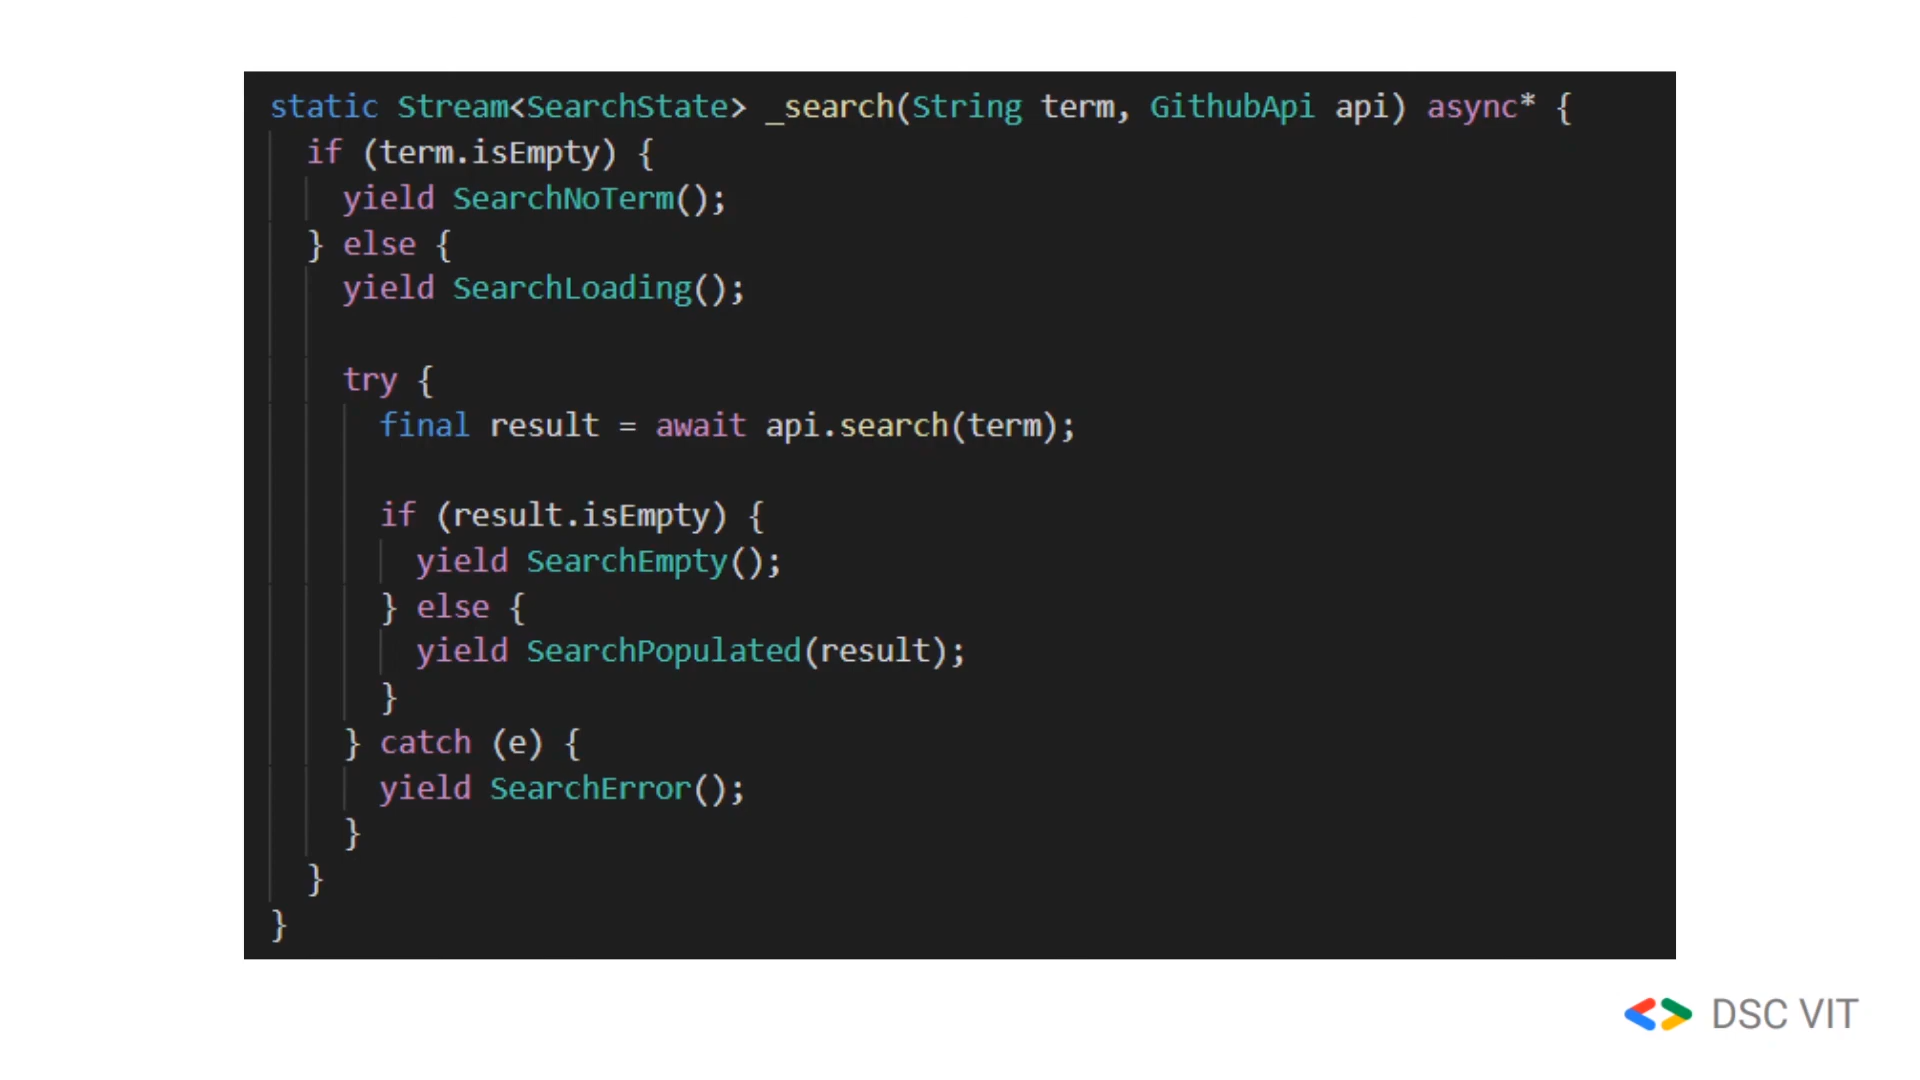 static Stream<SearchState> _search(String term, GithubApi api) async* {
  if (term.isEmpty) {
    yield SearchNoTerm();
  } else {
    yield SearchLoading();

    try {
      final result = await api.search(term);

      if (result.isEmpty) {
        yield SearchEmpty();
      } else {
        yield SearchPopulated(result);
      }
    } catch (e) {
      yield SearchError();
    }
  }
}
DSC VIT